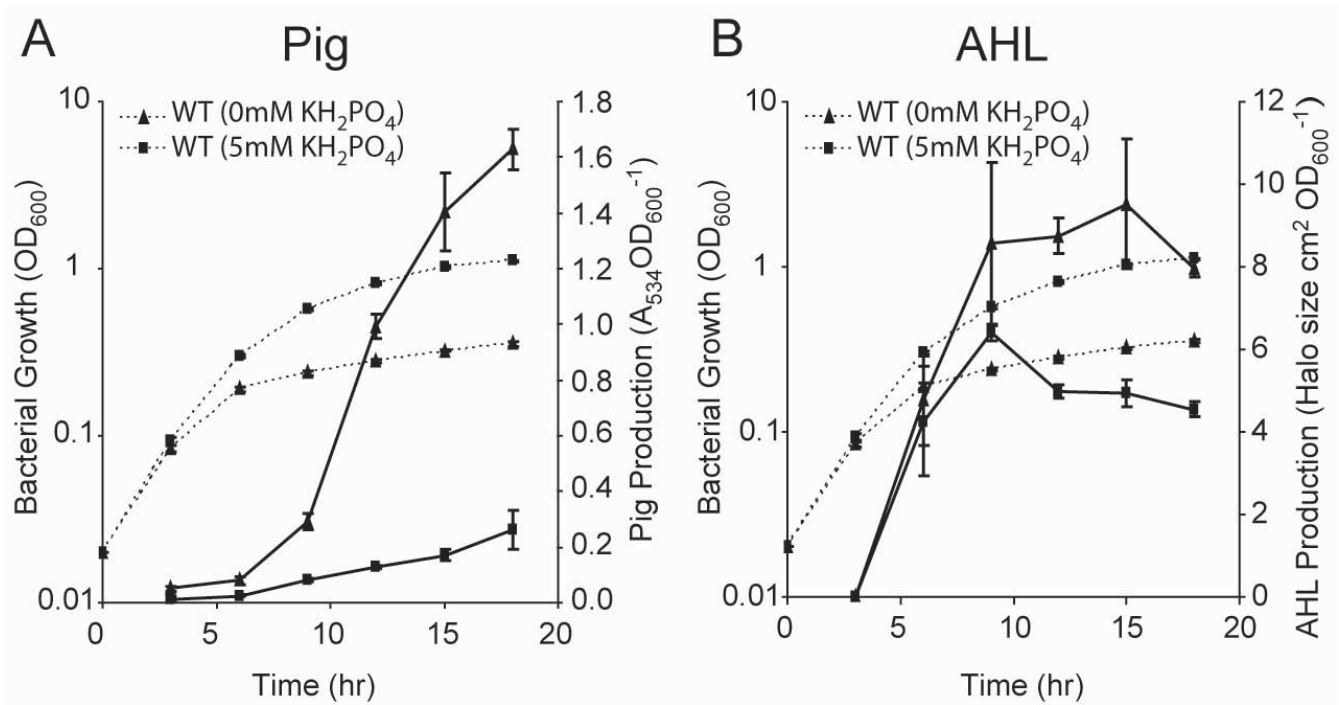 A
Pig
WT (0mM KH₂PO₄)
WT (5mM KH₂PO₄)
Bacterial Growth (OD₆₀₀)
10
1
0.1
0.01
1.8
1.6
1.4
1.2
1.0
0.8
0.6
0.4
0.2
0.0
Pig Production (A₅₃₄OD₆₀₀⁻¹)
0 5 10 15 20
Time (hr)
B
AHL
WT (0mM KH₂PO₄)
WT (5mM KH₂PO₄)
Bacterial Growth (OD₆₀₀)
10
1
0.1
0.01
12
10
8
6
4
2
0
AHL Production (Halo size cm² OD₆₀₀⁻¹)
0 5 10 15 20
Time (hr)